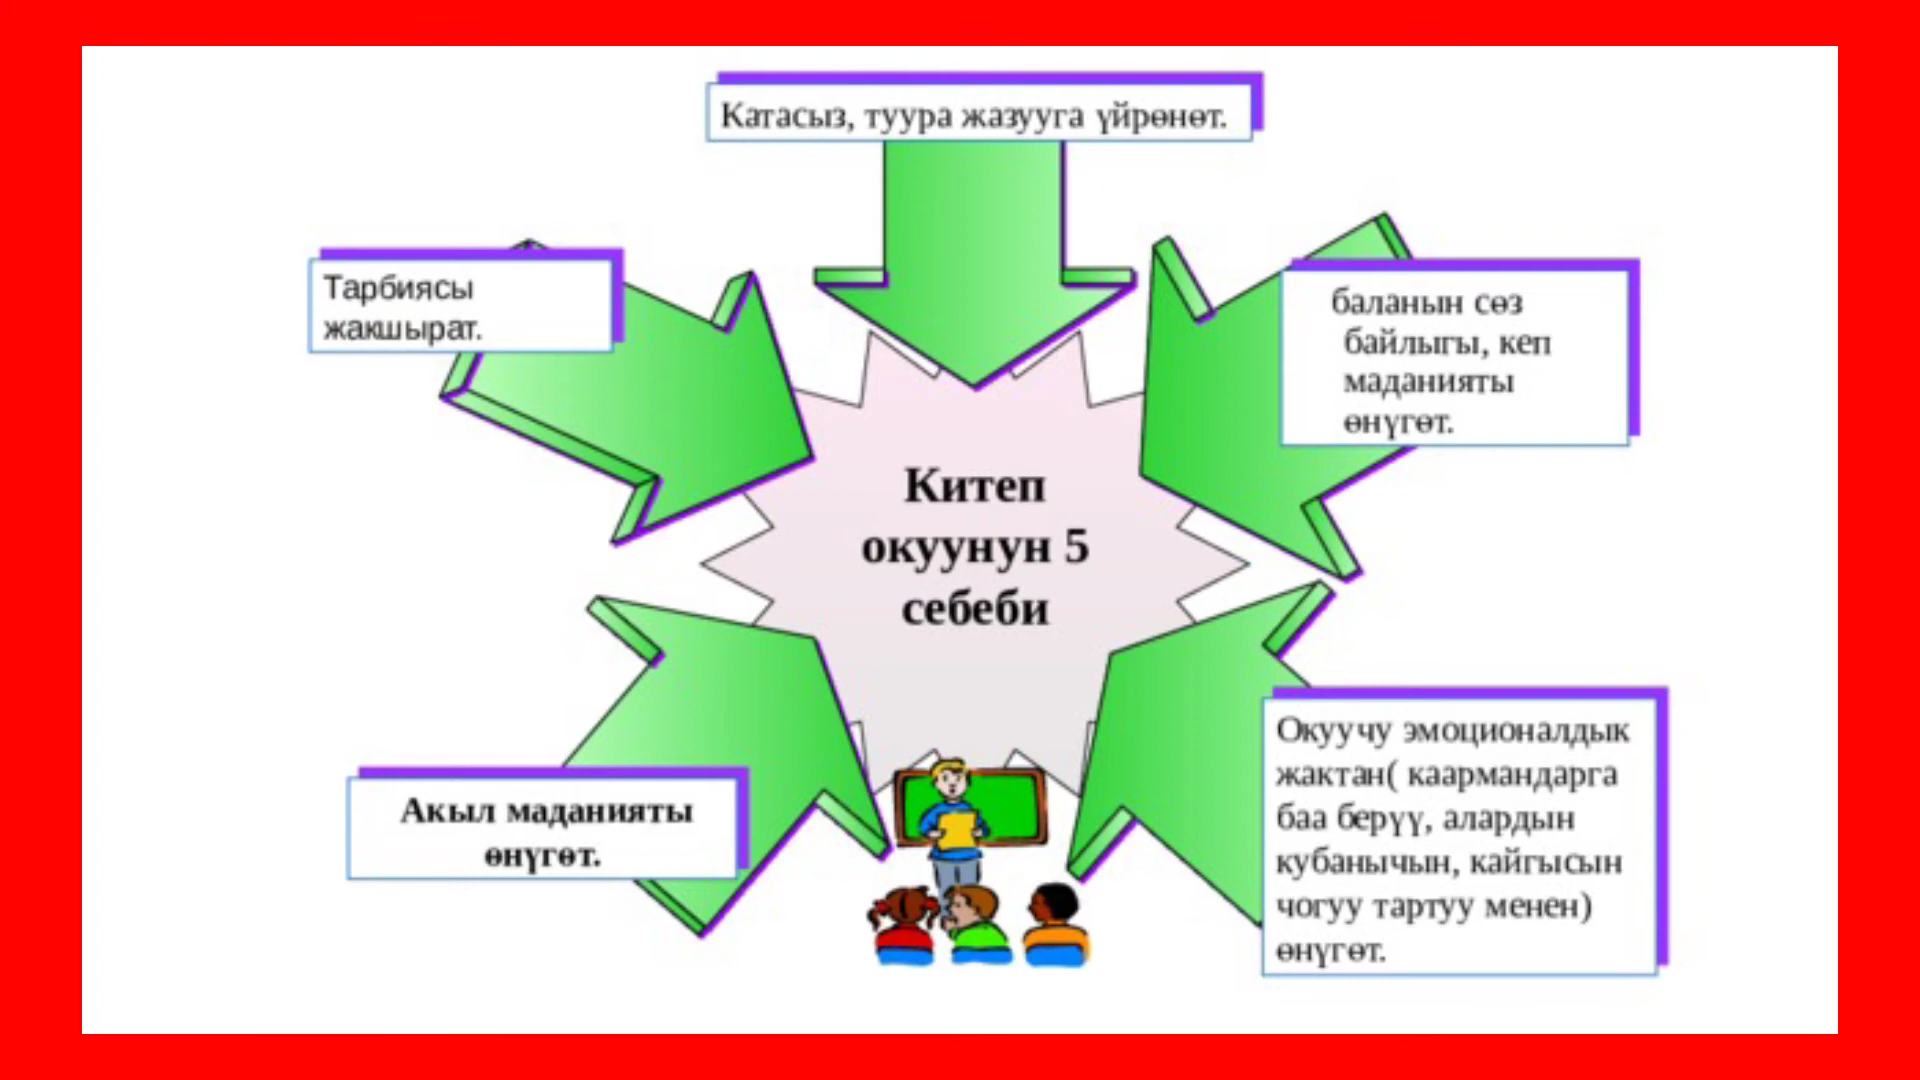 Катасыз, туура жазууга үйрөнөт.
Тарбиясы
жакшырат.
баланын сөз
байлыгы, кеп
маданияты
өнүгөт.
Китеп
окуунун 5
себеби
Акыл маданияты
өнүгөт.
Окуучу эмоционалдык
жактан( каармандарга
баа берүү, алардын
кубанычын, кайгысын
чогуу тартуу менен)
өнүгөт.